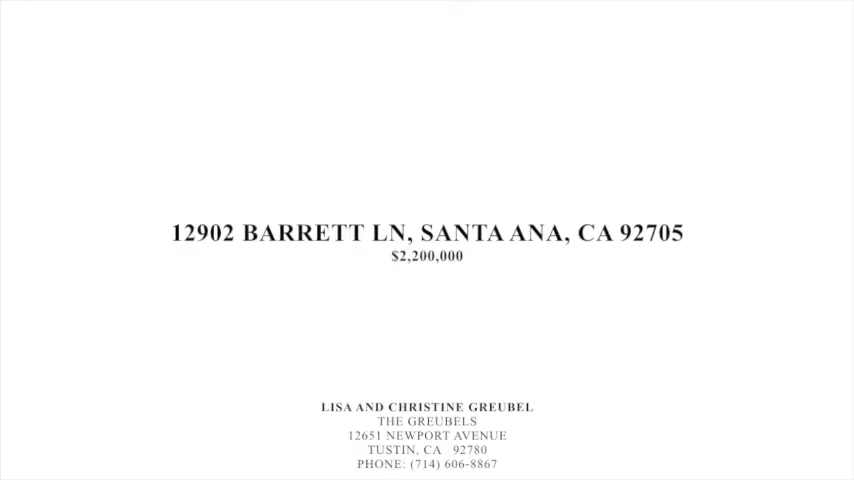 12902 BARRETT LN, SANTA ANA, CA 92705
$2,200,000
LISA AND CHRISTINE GREUBEL
THE GREUBELS
12651 NEWPORT AVENUE
TUSTIN, CA 92780
PHONE: (714) 606-8867